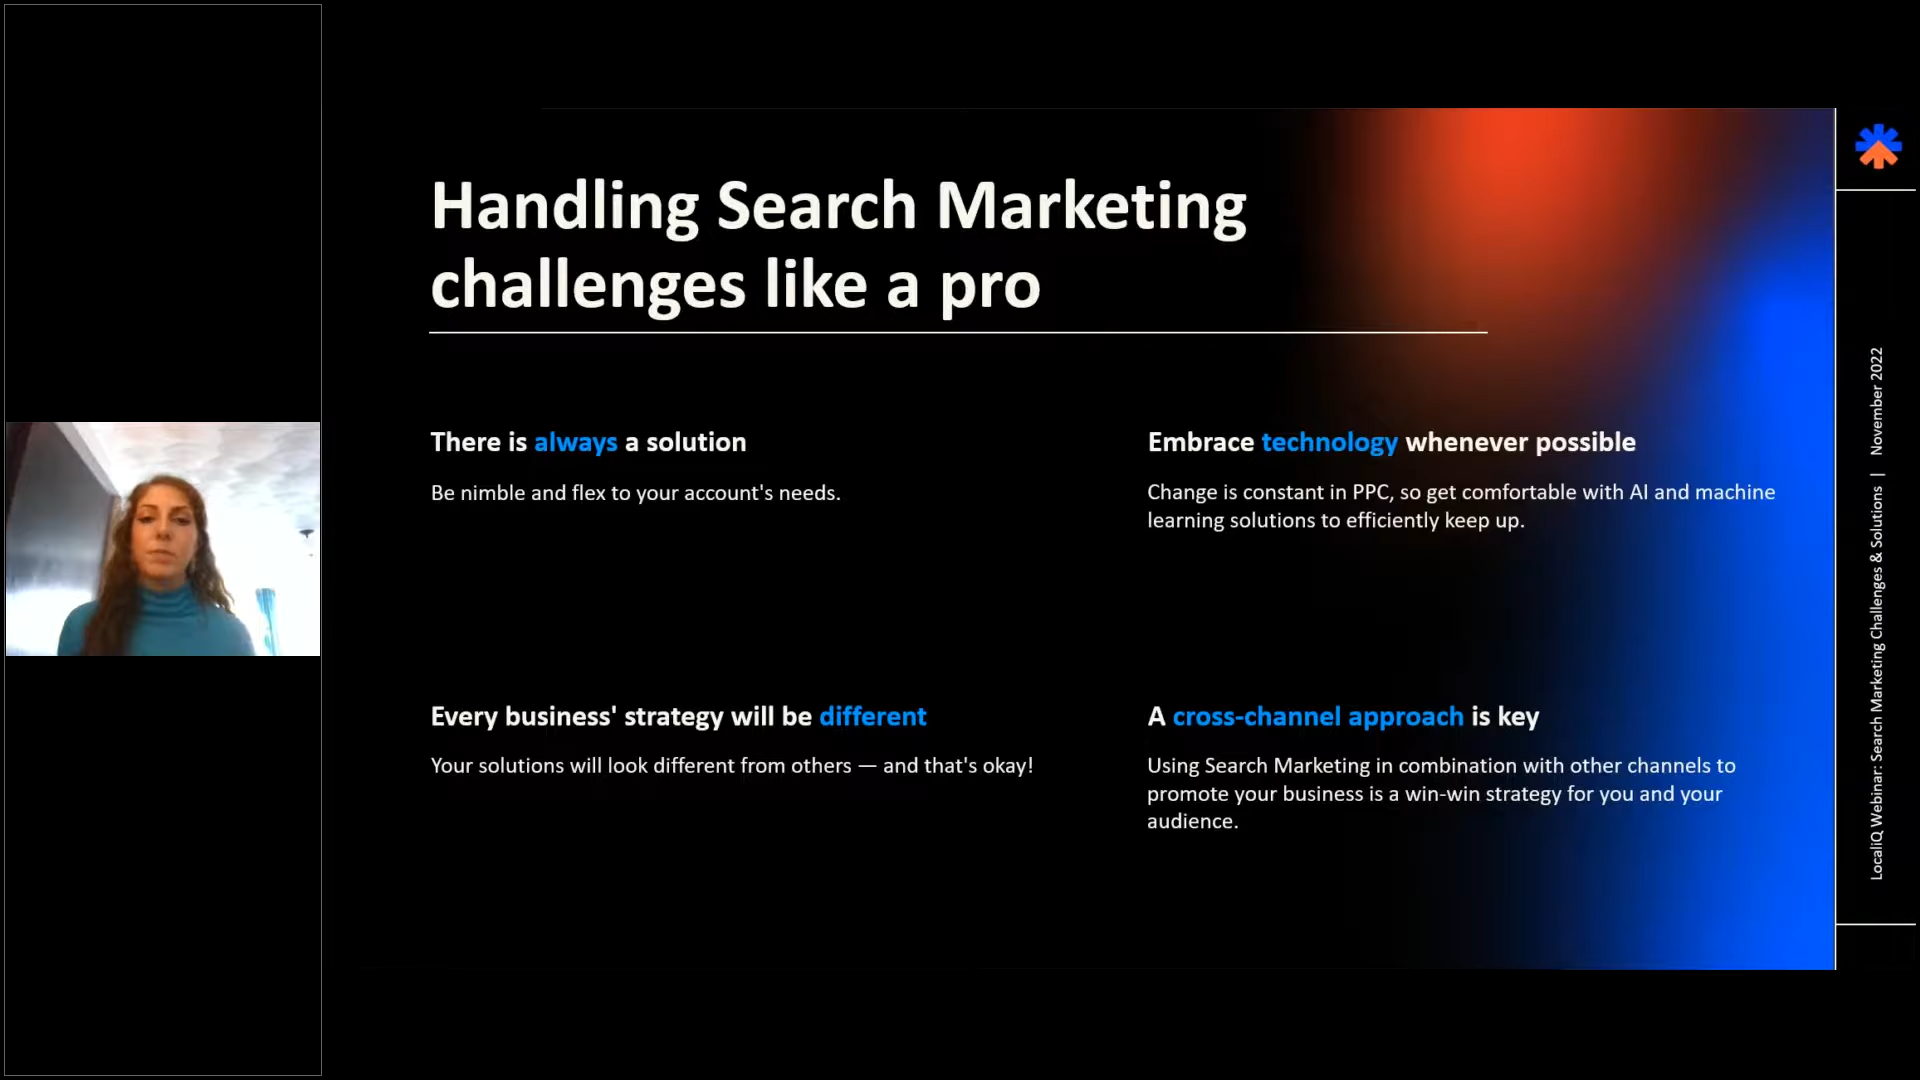 Handling Search Marketing
challenges like a pro
There is always a solution
Be nimble and flex to your account's needs.
Embrace technology whenever possible
Change is constant in PPC, so get comfortable with AI and machine
learning solutions to efficiently keep up.
Every business' strategy will be different
Your solutions will look different from others — and that's okay!
A cross-channel approach is key
Using Search Marketing in combination with other channels to
promote your business is a win-win strategy for you and your
audience.
LocaliQ Webinar: Search Marketing Challenges & Solutions | November 2022